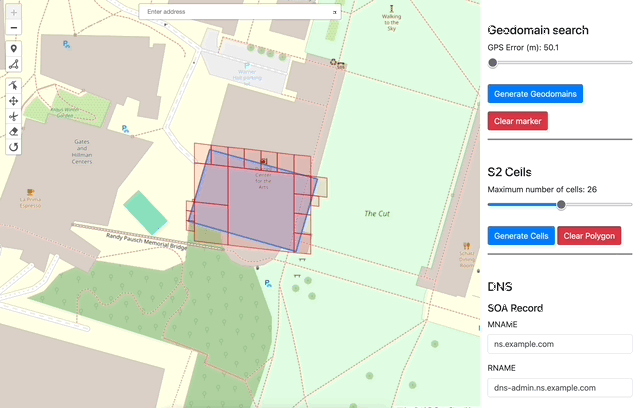 Enter address
Walking
to the
Sky
Warner
Hall parking
Gates
and
Hillman
Centers
Center
for the
Arts
The Cut
Randy Pausch Memorial Bridge
Geodomain search
GPS Error (m): 50.1
Generate Geodomains
Clear marker
S2 Cells
Maximum number of cells: 26
Generate Cells
Clear Polygon
DNS
SOA Record
MNAME
ns.example.com
RNAME
dns-admin.ns.example.com